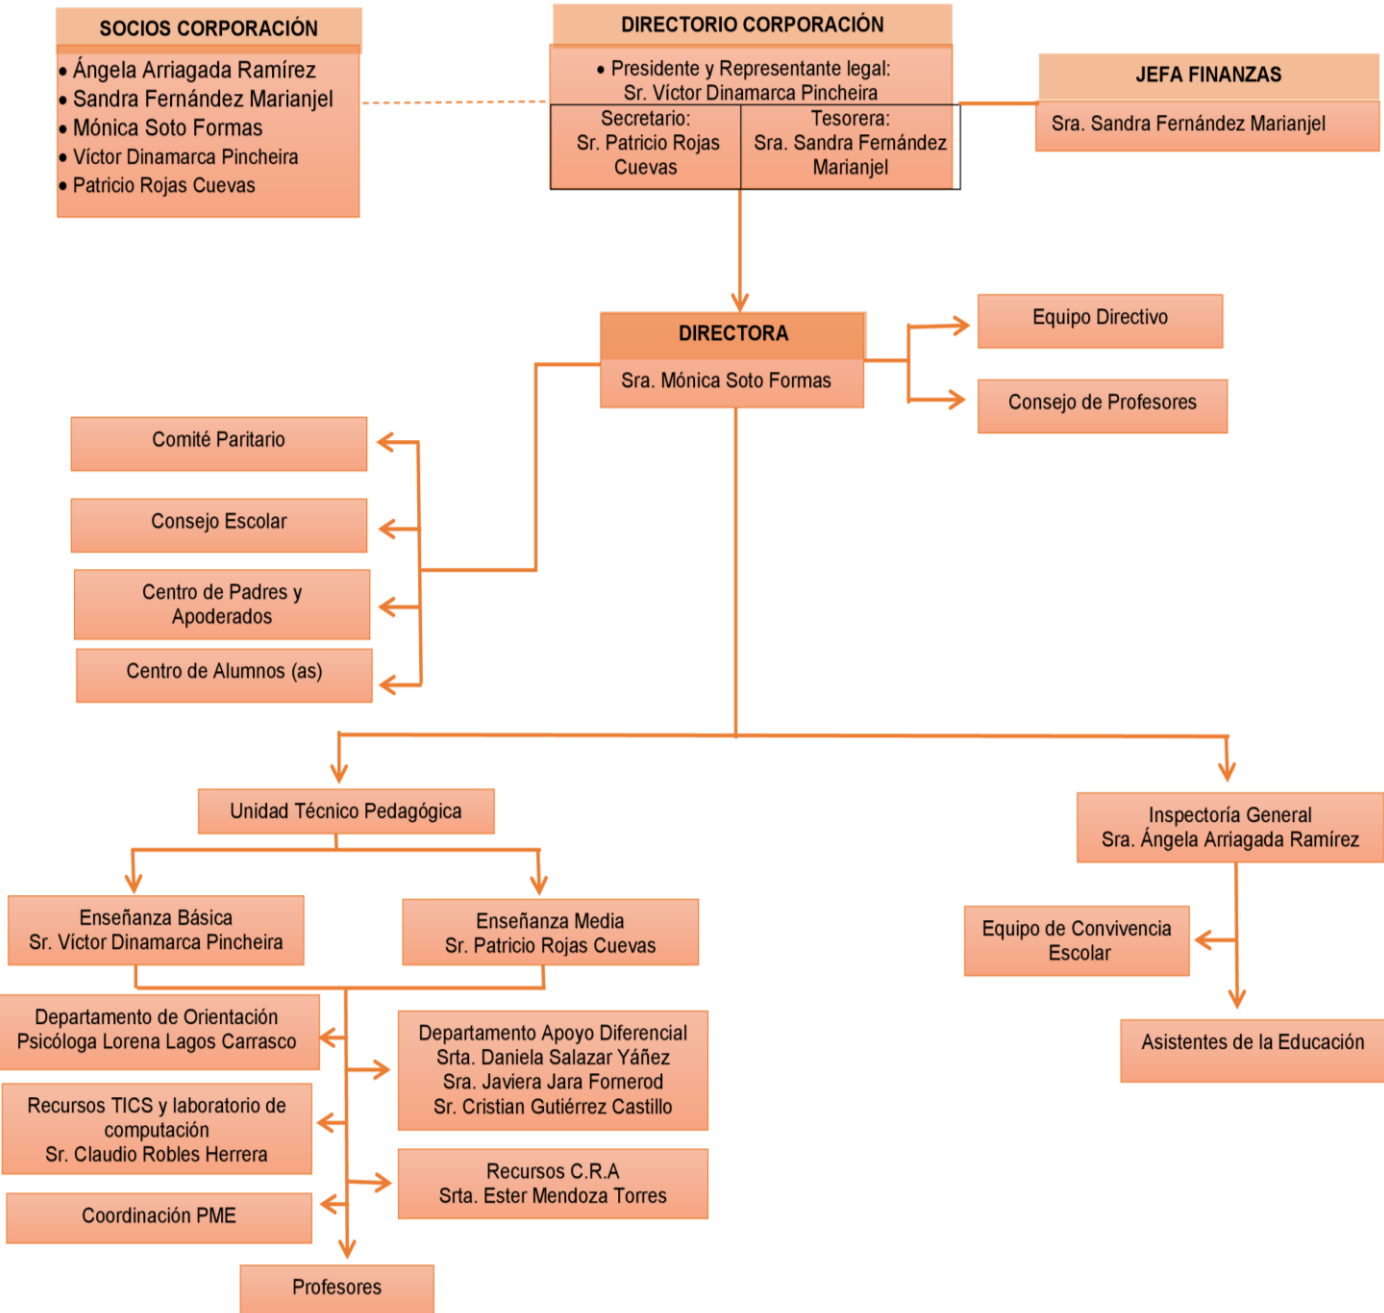 SOCIOS CORPORACIÓN
• Ángela Arriagada Ramírez
• Sandra Fernández Marianjel
• Mónica Soto Formas
• Víctor Dinamarca Pincheira
• Patricio Rojas Cuevas
DIRECTORIO CORPORACIÓN
• Presidente y Representante legal:
Sr. Víctor Dinamarca Pincheira
Secretario:
Sr. Patricio Rojas
Cuevas
Tesorera:
Sra. Sandra Fernández
Marianjel
JEFA FINANZAS
Sra. Sandra Fernández Marianjel
DIRECTORA
Sra. Mónica Soto Formas
Equipo Directivo
Consejo de Profesores
Comité Paritario
Consejo Escolar
Centro de Padres y
Apoderados
Centro de Alumnos (as)
Unidad Técnico Pedagógica
Inspectoría General
Sra. Ángela Arriagada Ramírez
Enseñanza Básica
Sr. Víctor Dinamarca Pincheira
Enseñanza Media
Sr. Patricio Rojas Cuevas
Equipo de Convivencia
Escolar
Asistentes de la Educación
Departamento de Orientación
Psicóloga Lorena Lagos Carrasco
Departamento Apoyo Diferencial
Srta. Daniela Salazar Yáñez
Sra. Javiera Jara Fornerod
Sr. Cristian Gutiérrez Castillo
Recursos TICS y laboratorio de
computación
Sr. Claudio Robles Herrera
Recursos C.R.A
Srta. Ester Mendoza Torres
Coordinación PME
Profesores